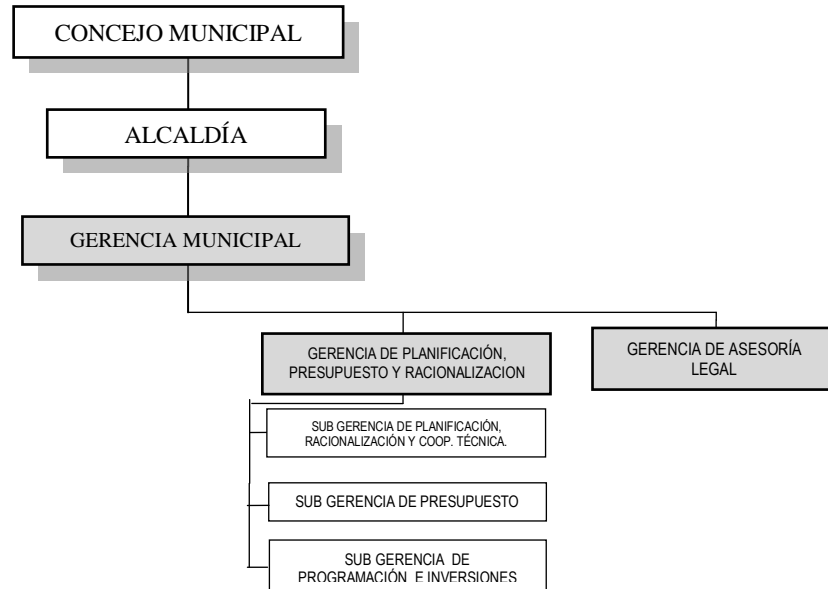 CONCEJO MUNICIPAL
ALCALDÍA
GERENCIA MUNICIPAL
GERENCIA DE PLANIFICACIÓN,
PRESUPUESTO Y RACIONALIZACION
GERENCIA DE ASESORÍA
LEGAL
SUB GERENCIA DE PLANIFICACIÓN,
RACIONALIZACIÓN Y COOP. TÉCNICA.
SUB GERENCIA DE PRESUPUESTO
SUB GERENCIA DE
PROGRAMACIÓN E INVERSIONES